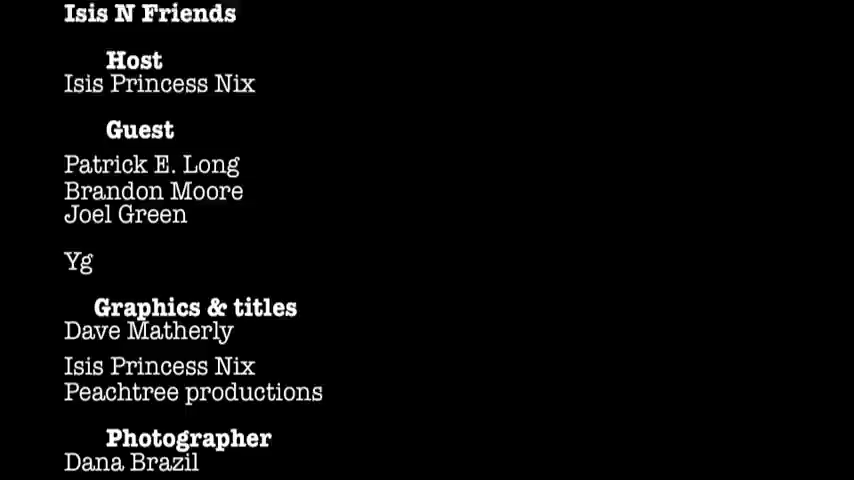 Isis N Friends
Host
Isis Princess Nix
Guest
Patrick E. Long
Brandon Moore
Joel Green
Yg
Graphics & titles
Dave Matherly
Isis Princess Nix
Peachtree productions
Photographer
Dana Brazil